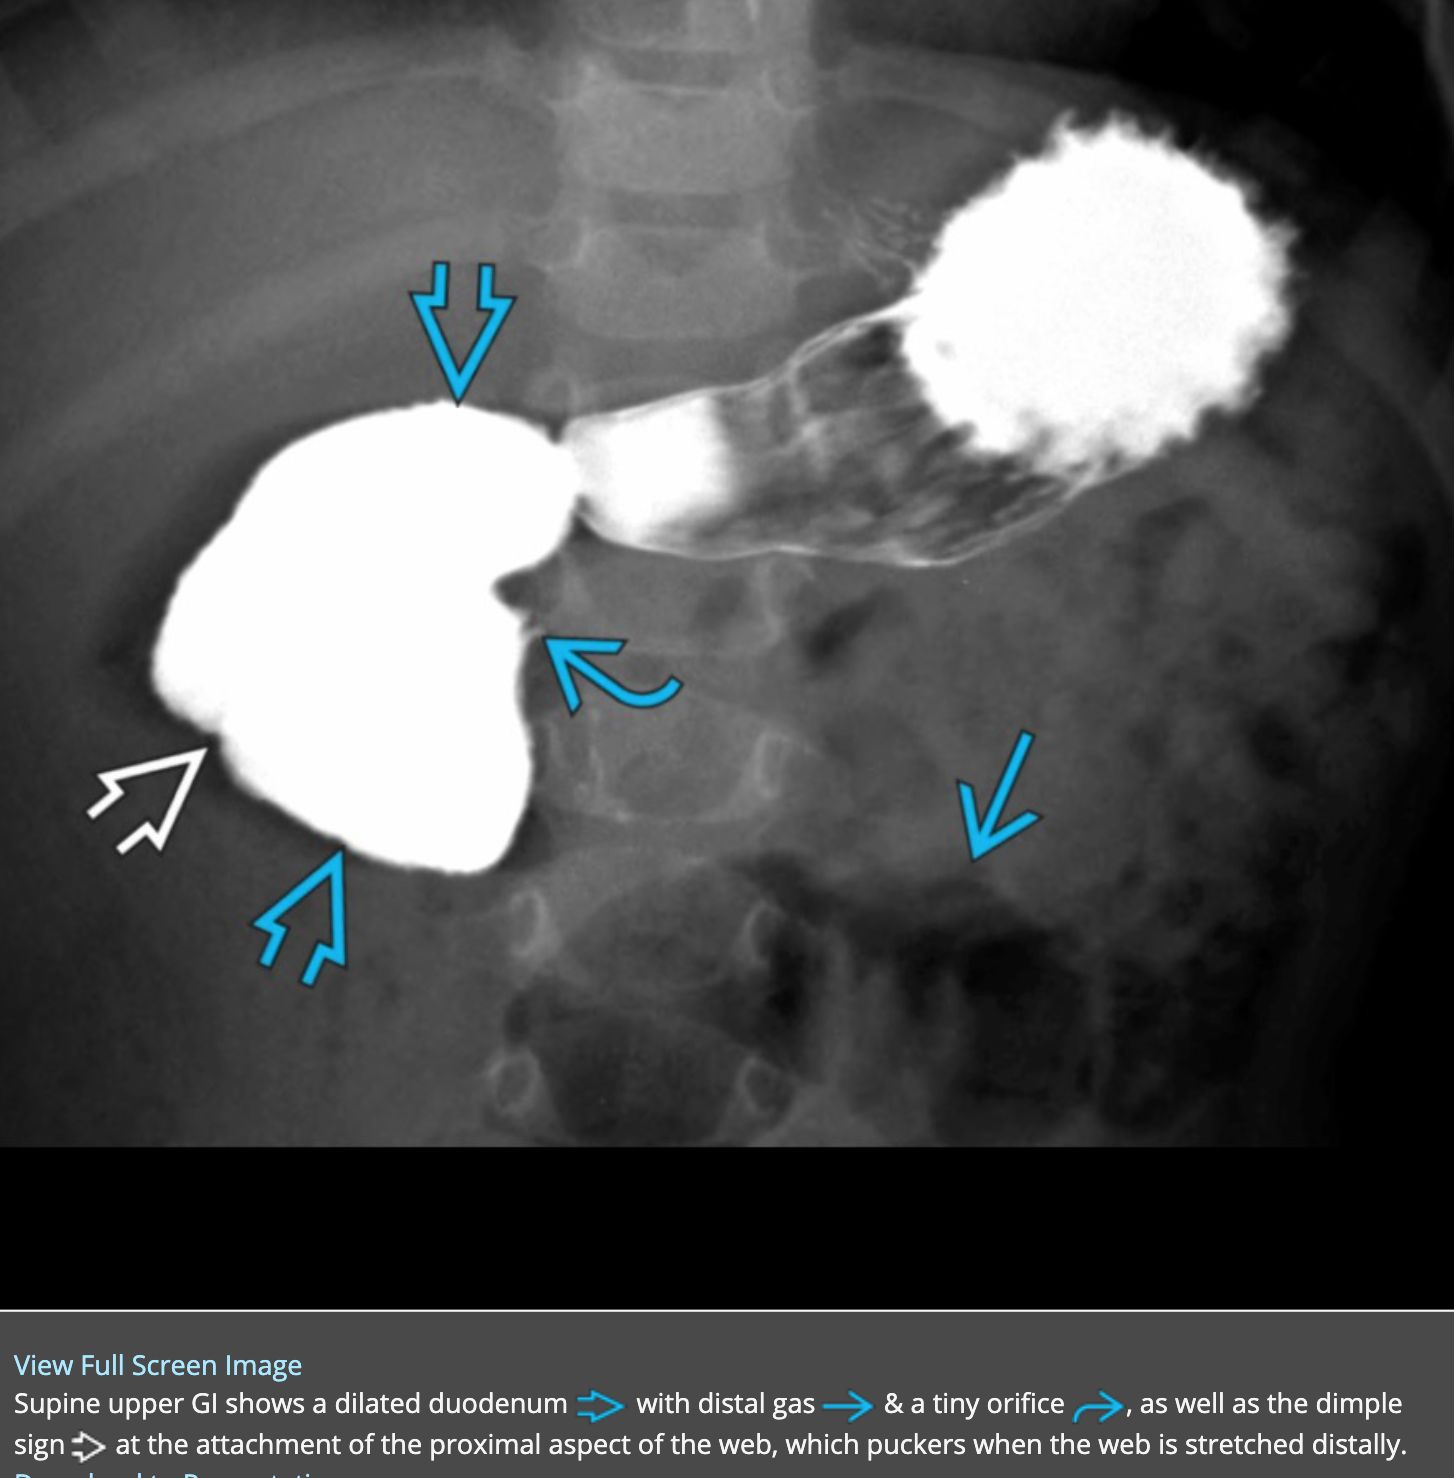 View Full Screen Image
Supine upper GI shows a dilated duodenum with distal gas & a tiny orifice , as well as the dimple
sign at the attachment of the proximal aspect of the web, which puckers when the web is stretched distally.